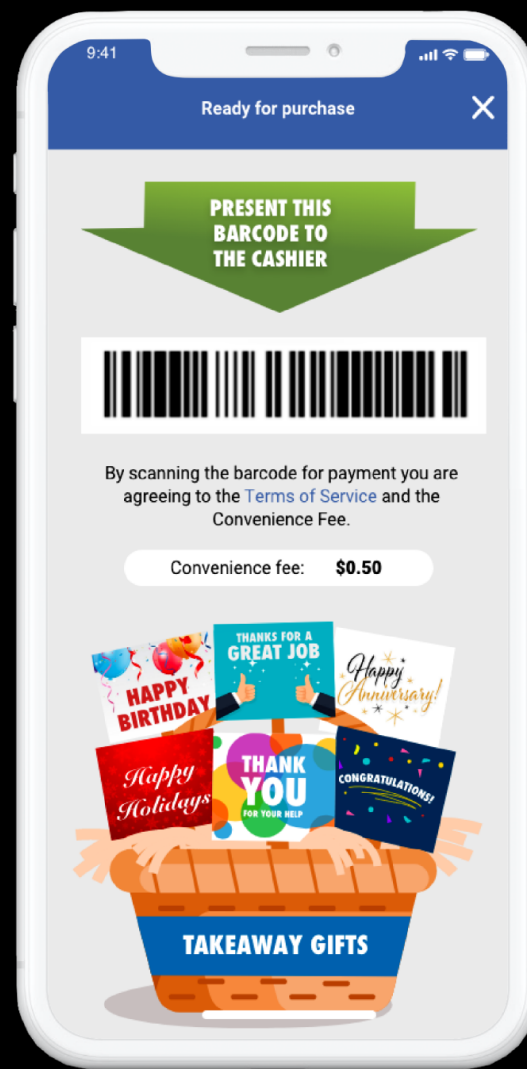 9:41
Ready for purchase
PRESENT THIS
BARCODE TO
THE CASHIER
By scanning the barcode for payment you are
agreeing to the Terms of Service and the
Convenience Fee.
Convenience fee: $0.50
HAPPY
BIRTHDAY
THANKS FOR A
GREAT JOB
Happy
Anniversary!
Happy
Holidays
THANK
YOU
FOR YOUR HELP
CONGRATULATIONS!
TAKEAWAY GIFTS